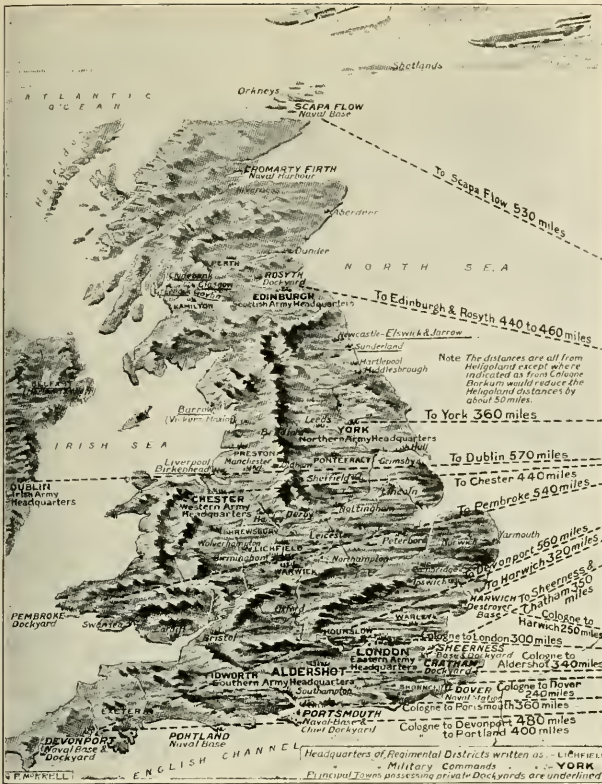 Shetlands
ATLANTIC
OCEAN
Orkneys
SCAPA FLOW
Naval Base
Hebrides
CROMARTY FIRTH
Naval Harbour
To Scapa Flow 530 miles
Aberdeen
Dundee
PERTH
NORTH SEA
Clydebank
Glasgow
ROSYTH
Dockyard
EDINBURGH
Scottish Army Headquarters
HAMILTON
To Edinburgh & Rosyth 440 to 460 miles
Newcastle-Elswick & Jarrow
Sunderland
Hartlepool
Middlesbrough
Note The distances are all from
Heligoland except where
indicated as from Cologne
Borkum would reduce the
Heligoland distances by
about 50 miles.
BELFAST
Barrow
(Vickers Maxim)
Leeds
YORK
Northern Army Headquarters
To York 360 miles
Hull
IRISH SEA
PRESTON
Manchester
Oldham
PONTEFRACT
Grimsby
Liverpool
Birkenhead
Sheffield
To Dublin 570 miles
To Chester 440 miles
DUBLIN
Irish Army
Headquarters
CHESTER
Western Army
Headquarters
Lincoln
Derby
Nottingham
To Pembroke 540 miles
SHREWSBURY
Wolverhampton
LICHFIELD
Leicester
Peterboro
Norwich
Yarmouth
Birmingham
WARWICK
Northampton
Cambridge
Ipswich
To Devonport 560 miles
To Harwich 320 miles
HARWICH
Destroyer
Base
To Sheerness &
Chatham 350
miles
Cologne to
Harwich 250 miles
PEMBROKE
Dockyard
Swansea
Cardiff
Oxford
Bristol
WARLEY
HOUNSLOW
LONDON
Eastern Army
Headquarters
Cologne to London 300 miles
SHEERNESS
Base & Dockyard
CHATHAM
Dockyard
Cologne to
Aldershot 340 miles
TIDWORTH
Southern Army Headquarters
ALDERSHOT
Southampton
DOVER
Naval Station
Cologne to Dover
240 miles
EXETER
PORTSMOUTH
Naval Base &
Chief Dockyard
Cologne to Portsmouth 360 miles
PORTLAND
Naval Base
Cologne to Devonport 480 miles
to Portland 400 miles
DEVONPORT
Naval Base &
Dockyard
ENGLISH CHANNEL
Headquarters of Regimental Districts written as :- LICHFIELD
" Military Commands " :- YORK
Principal Towns possessing private Dockyards are underlined